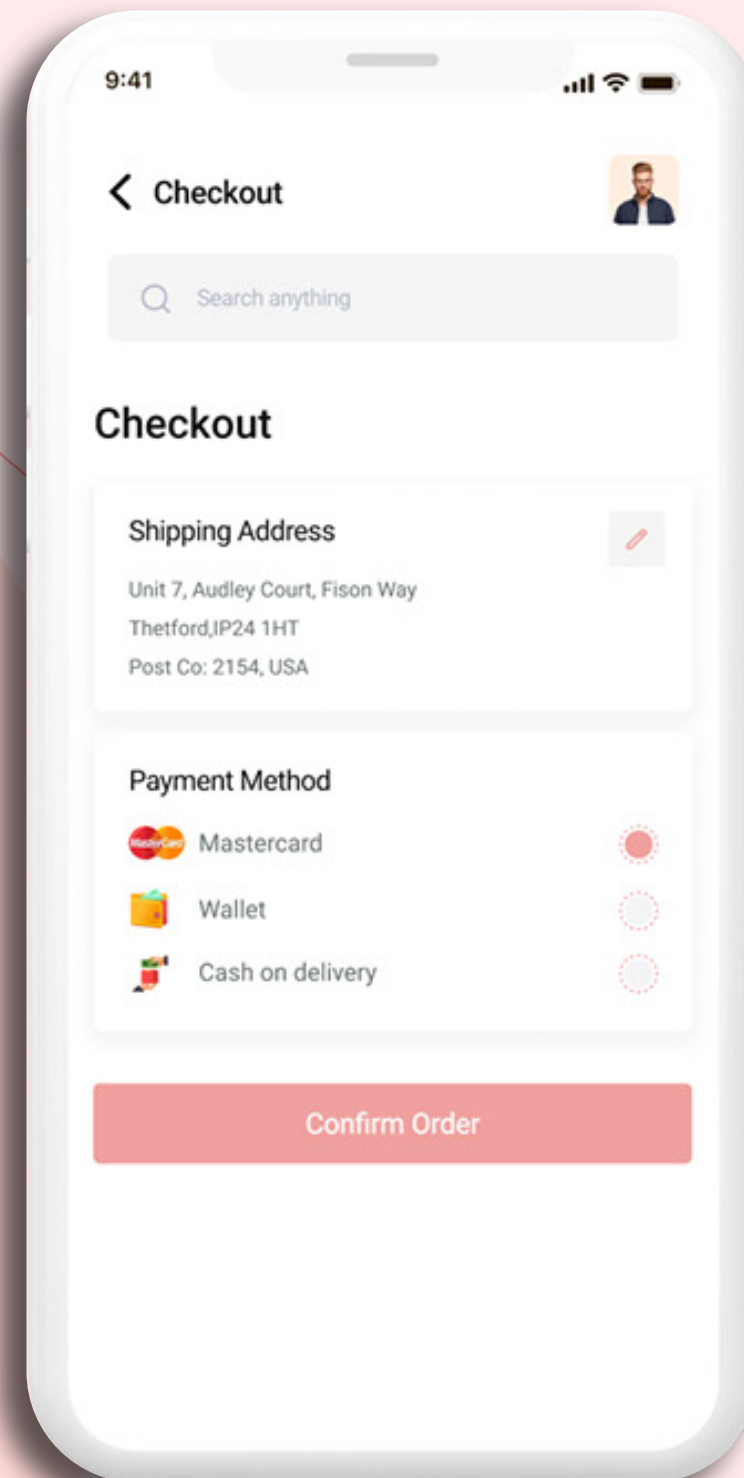 9:41
Checkout
Search anything
Checkout
Shipping Address
Unit 7, Audley Court, Fison Way
Thetford,IP24 1HT
Post Co: 2154, USA
Payment Method
MasterCard Mastercard
Wallet
Cash on delivery
Confirm Order